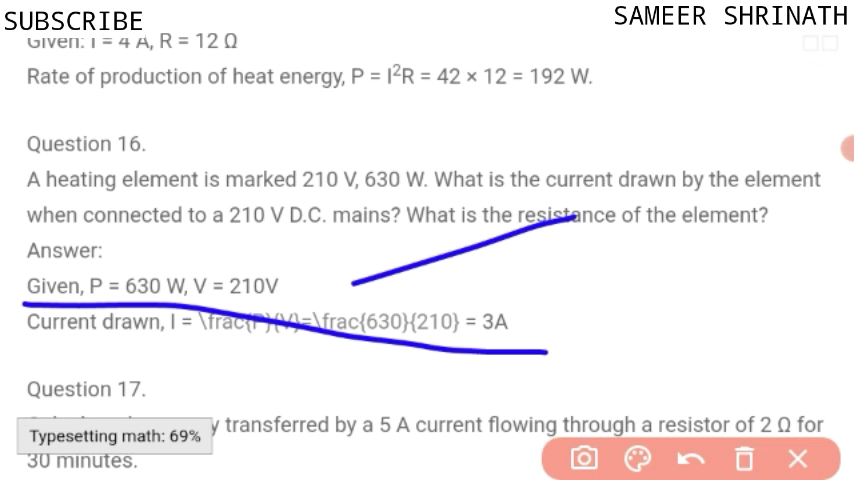 SUBSCRIBE
SAMEER SHRINATH
Given: I = 4 A, R = 12 Ω
Rate of production of heat energy, P = I²R = 42 × 12 = 192 W.
Question 16.
A heating element is marked 210 V, 630 W. What is the current drawn by the element
when connected to a 210 V D.C. mains? What is the resistance of the element?
Answer:
Given, P = 630 W, V = 210V
Current drawn, I = \frac{P}{V}=\frac{630}{210} = 3A
Question 17.
y transferred by a 5 A current flowing through a resistor of 2 Ω for
Typesetting math: 69%
30 minutes.